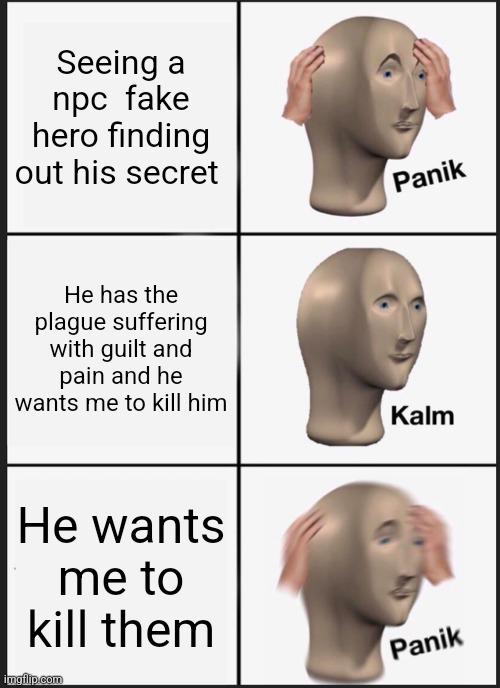 Seeing a
npc fake
hero finding
out his secret
Panik
He has the
plague suffering
with guilt and
pain and he
wants me to kill him
Kalm
He wants
me to
kill them
Panik
imgflip.com